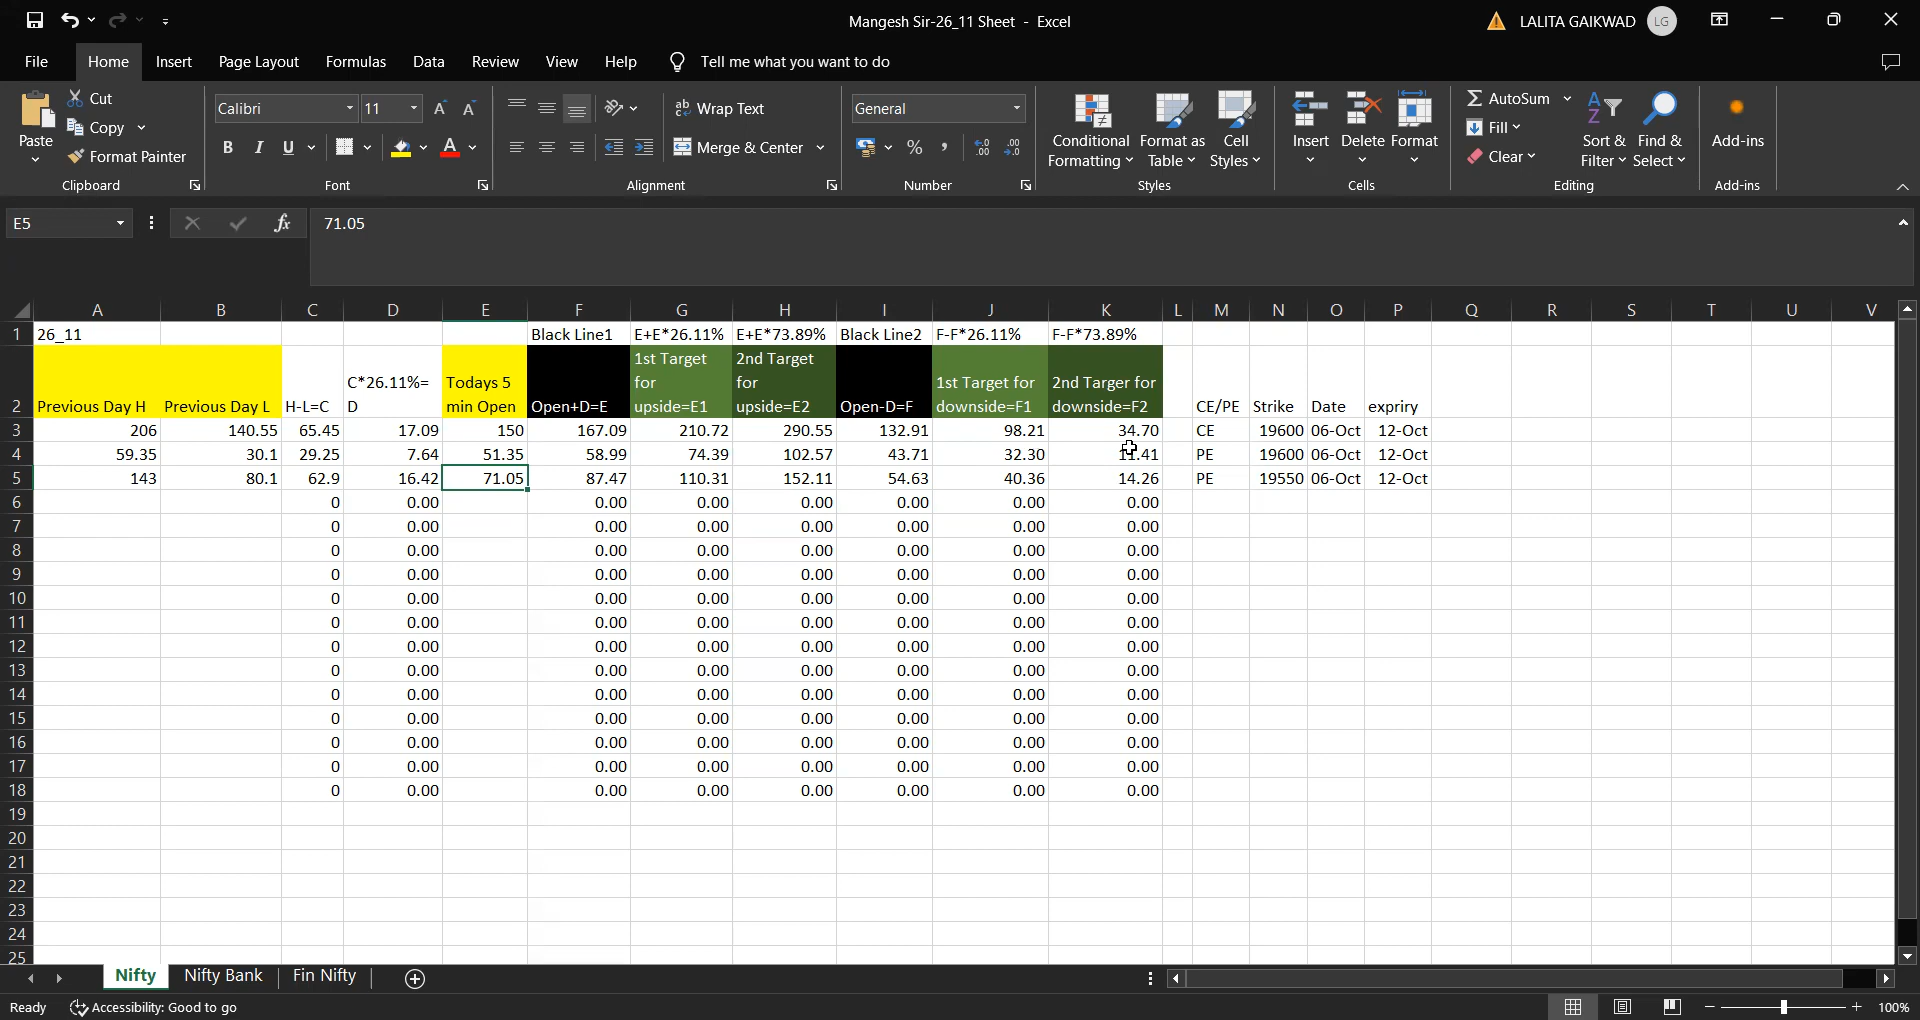 Mangesh Sir-26_11 Sheet - Excel
LALITA GAIKWAD LG
File Home Insert Page Layout Formulas Data Review View Help Tell me what you want to do
Paste
Cut
Copy
Format Painter
Clipboard
Calibri 11
B I U
Font
Wrap Text
Merge & Center
Alignment
General
Number
Conditional Formatting
Format as Table
Cell Styles
Styles
Insert Delete Format
Cells
AutoSum
Fill
Clear
Sort & Filter
Find & Select
Editing
Add-ins
Add-ins
E5 fx 71.05
A B C D E F G H I J K L M N O P Q R S T U V
1 26_11 Black Line1 E+E*26.11% E+E*73.89% Black Line2 F-F*26.11% F-F*73.89%
2 Previous Day H Previous Day L H-L=C C*26.11%=D Todays 5 min Open Open+D=E 1st Target for upside=E1 2nd Target for upside=E2 Open-D=F 1st Target for downside=F1 2nd Targer for downside=F2 CE/PE Strike Date expriry
3 206 140.55 65.45 17.09 150 167.09 210.72 290.55 132.91 98.21 34.70 CE 19600 06-Oct 12-Oct
4 59.35 30.1 29.25 7.64 51.35 58.99 74.39 102.57 43.71 32.30 11.41 PE 19600 06-Oct 12-Oct
5 143 80.1 62.9 16.42 71.05 87.47 110.31 152.11 54.63 40.36 14.26 PE 19550 06-Oct 12-Oct
6 0 0.00 0.00 0.00 0.00 0.00 0.00 0.00
7 0 0.00 0.00 0.00 0.00 0.00 0.00 0.00
8 0 0.00 0.00 0.00 0.00 0.00 0.00 0.00
9 0 0.00 0.00 0.00 0.00 0.00 0.00 0.00
10 0 0.00 0.00 0.00 0.00 0.00 0.00 0.00
11 0 0.00 0.00 0.00 0.00 0.00 0.00 0.00
12 0 0.00 0.00 0.00 0.00 0.00 0.00 0.00
13 0 0.00 0.00 0.00 0.00 0.00 0.00 0.00
14 0 0.00 0.00 0.00 0.00 0.00 0.00 0.00
15 0 0.00 0.00 0.00 0.00 0.00 0.00 0.00
16 0 0.00 0.00 0.00 0.00 0.00 0.00 0.00
17 0 0.00 0.00 0.00 0.00 0.00 0.00 0.00
18 0 0.00 0.00 0.00 0.00 0.00 0.00 0.00
19
20
21
22
23
24
25
Nifty Nifty Bank Fin Nifty
Ready Accessibility: Good to go 100%